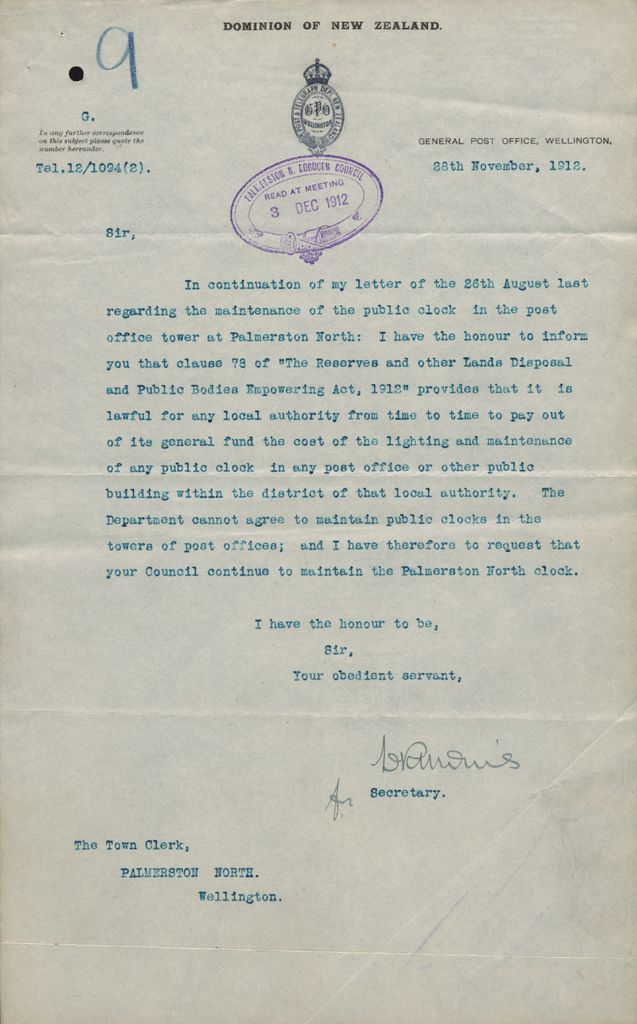 DOMINION OF NEW ZEALAND.
9
POST & TELEGRAPH DEPT. NEW ZEALAND
GPO
WELLINGTON
G.
In any further correspondence
on this subject please quote the
number hereunder.
GENERAL POST OFFICE, WELLINGTON,
Tel.12/1094(2).
28th November, 1912.
PALMERSTON N. BOROUGH COUNCIL
READ AT MEETING
3 DEC 1912
Sir,
In continuation of my letter of the 26th August last
regarding the maintenance of the public clock in the post
office tower at Palmerston North: I have the honour to inform
you that clause 78 of "The Reserves and other Lands Disposal
and Public Bodies Empowering Act, 1912" provides that it is
lawful for any local authority from time to time to pay out
of its general fund the cost of the lighting and maintenance
of any public clock in any post office or other public
building within the district of that local authority. The
Department cannot agree to maintain public clocks in the
towers of post offices; and I have therefore to request that
your Council continue to maintain the Palmerston North clock.
I have the honour to be,
Sir,
Your obedient servant,
for Secretary.
The Town Clerk,
PALMERSTON NORTH.
Wellington.